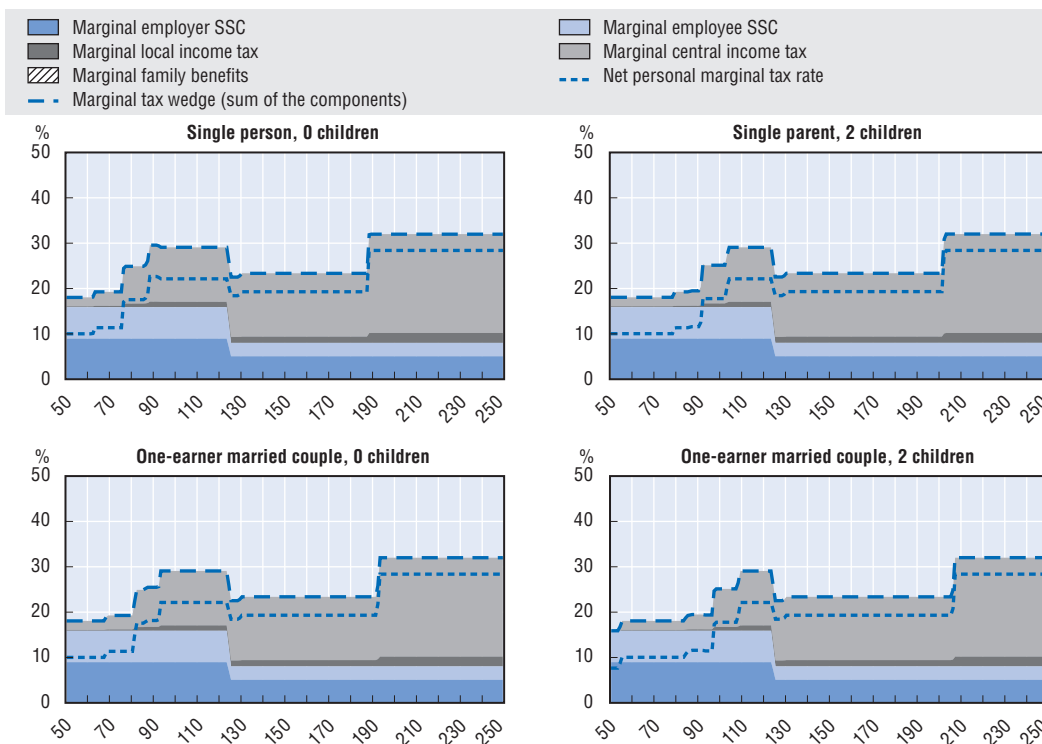 Marginal employer SSC
Marginal employee SSC
Marginal local income tax
Marginal central income tax
Marginal family benefits
Net personal marginal tax rate
Marginal tax wedge (sum of the components)
% Single person, 0 children
50
40
30
20
10
0
50 70 90 110 130 150 170 190 210 230 250
% Single parent, 2 children
50
40
30
20
10
0
50 70 90 110 130 150 170 190 210 230 250
% One-earner married couple, 0 children
50
40
30
20
10
0
50 70 90 110 130 150 170 190 210 230 250
% One-earner married couple, 2 children
50
40
30
20
10
0
50 70 90 110 130 150 170 190 210 230 250